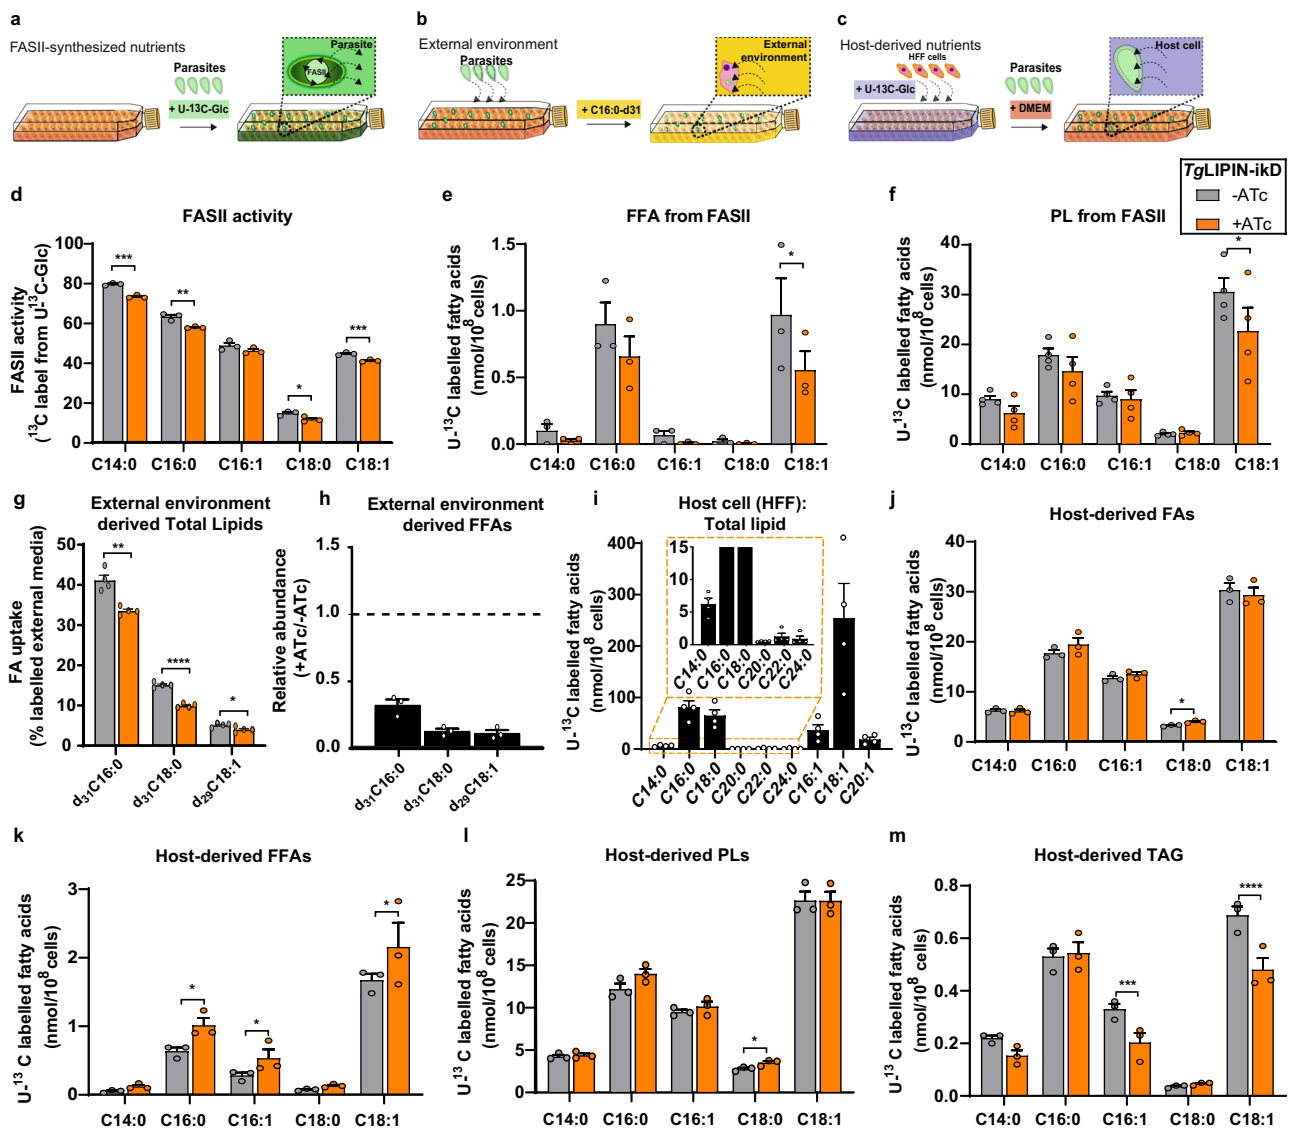 a
FASII-synthesized nutrients
Parasites
+ U-13C-Glc
Parasite
FASII
b
External environment
Parasites
+ C16:0-d31
External
environment
c
Host-derived nutrients
HFF cells
+ U-13C-Glc
Parasites
+ DMEM
Host cell
TgLIPIN-ikD
-ATc
+ATc
d
FASII activity
FASII activity
(¹³C label from U-¹³C-Glc)
100
80
60
40
20
0
***
**
*
***
C14:0 C16:0 C16:1 C18:0 C18:1
e
FFA from FASII
U-¹³C labelled fatty acids
(nmol/10⁸ cells)
1.5
1.0
0.5
0.0
*
C14:0 C16:0 C16:1 C18:0 C18:1
f
PL from FASII
U-¹³C labelled fatty acids
(nmol/10⁸ cells)
40
30
20
10
0
*
C14:0 C16:0 C16:1 C18:0 C18:1
g
External environment
derived Total Lipids
FA uptake
(% labelled external media)
50
40
30
20
10
0
**
****
*
d₃₁C16:0 d₃₁C18:0 d₂₉C18:1
h
External environment
derived FFAs
Relative abundance
(+ATc/-ATc)
1.5
1.0
0.5
0.0
d₃₁C16:0 d₃₁C18:0 d₂₉C18:1
i
Host cell (HFF):
Total lipid
U-¹³C labelled fatty acids
(nmol/10⁸ cells)
400
300
200
100
0
15
10
5
0
C14:0 C16:0 C18:0 C20:0 C22:0 C24:0
C14:0 C16:0 C18:0 C20:0 C22:0 C24:0 C16:1 C18:1 C20:1
j
Host-derived FAs
U-¹³C labelled fatty acids
(nmol/10⁸ cells)
40
30
20
10
0
*
C14:0 C16:0 C16:1 C18:0 C18:1
k
Host-derived FFAs
U-¹³ C labelled fatty acids
(nmol/10⁸ cells)
3
2
1
0
*
*
*
C14:0 C16:0 C16:1 C18:0 C18:1
l
Host-derived PLs
U-¹³ C labelled fatty acids
(nmol/10⁸ cells)
25
20
15
10
5
0
*
C14:0 C16:0 C16:1 C18:0 C18:1
m
Host-derived TAG
U-¹³ C labelled fatty acids
(nmol/10⁸ cells)
0.8
0.6
0.4
0.2
0.0
***
****
C14:0 C16:0 C16:1 C18:0 C18:1